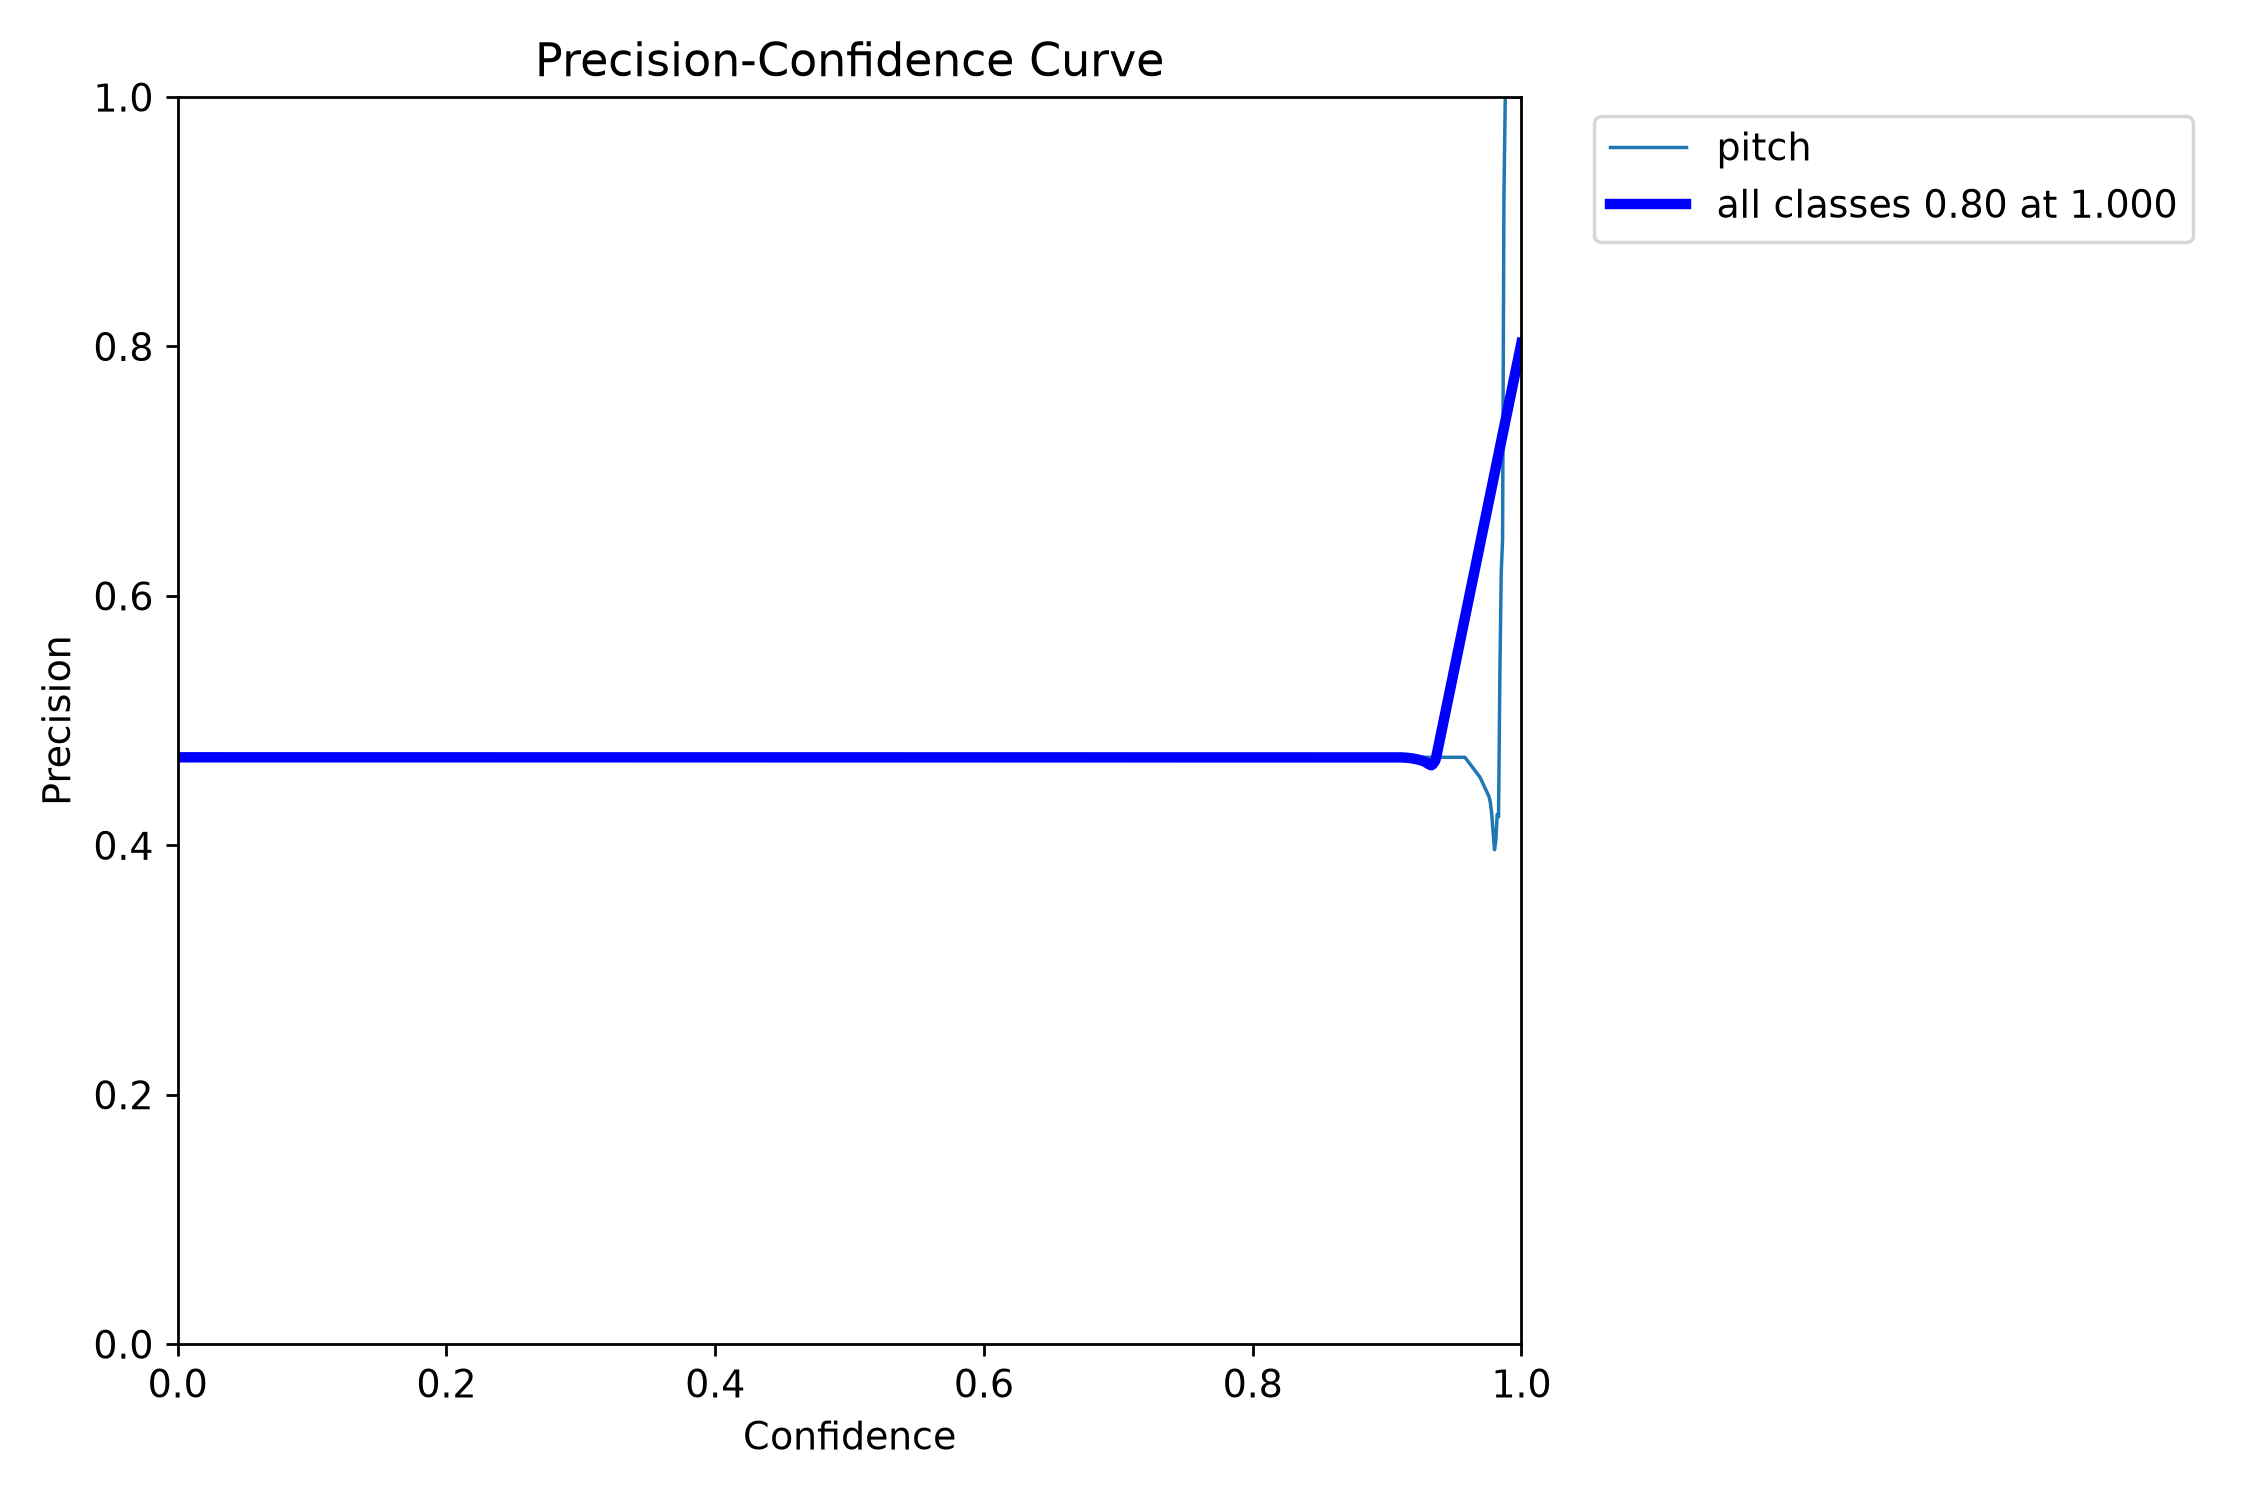 Precision-Confidence Curve
1.0
0.8
0.6
0.4
0.2
0.0
Precision
0.0 0.2 0.4 0.6 0.8 1.0
Confidence
pitch
all classes 0.80 at 1.000